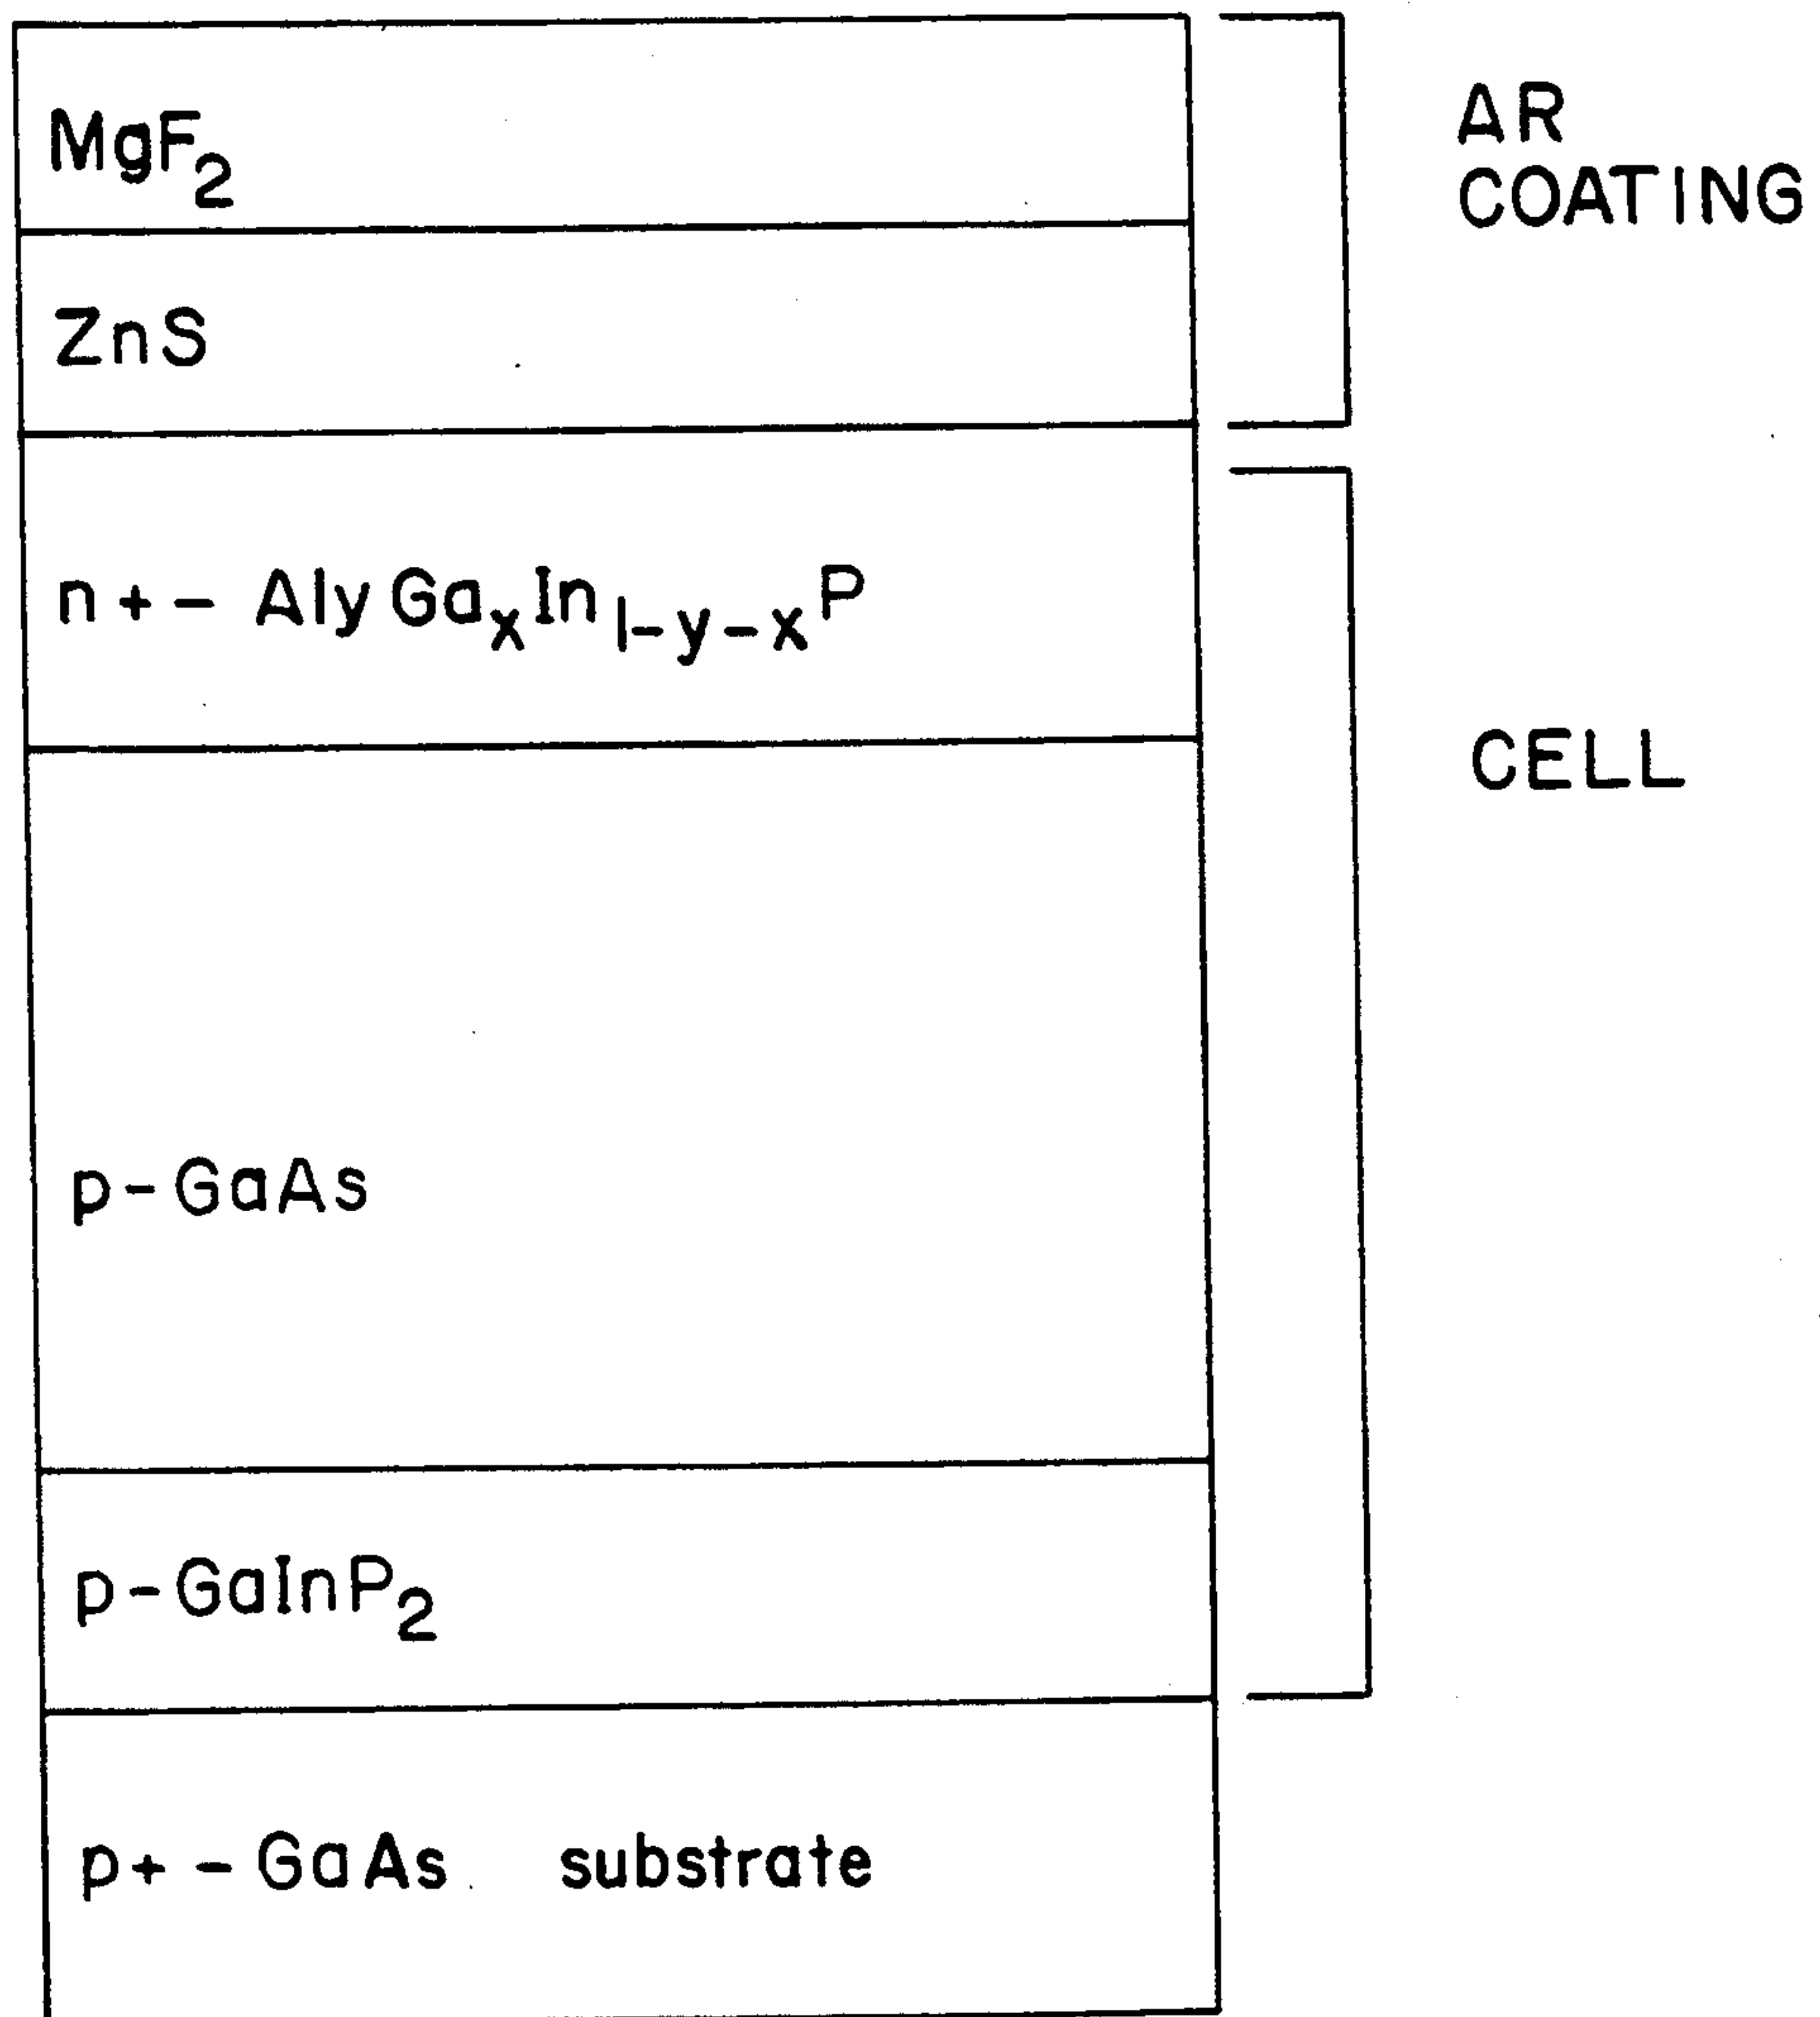 MgF₂
AR
COATING
ZnS
n+- AlyGaₓIn₁₋y₋ₓP
CELL
p-GaAs
p-GaInP₂
p+-GaAs substrate